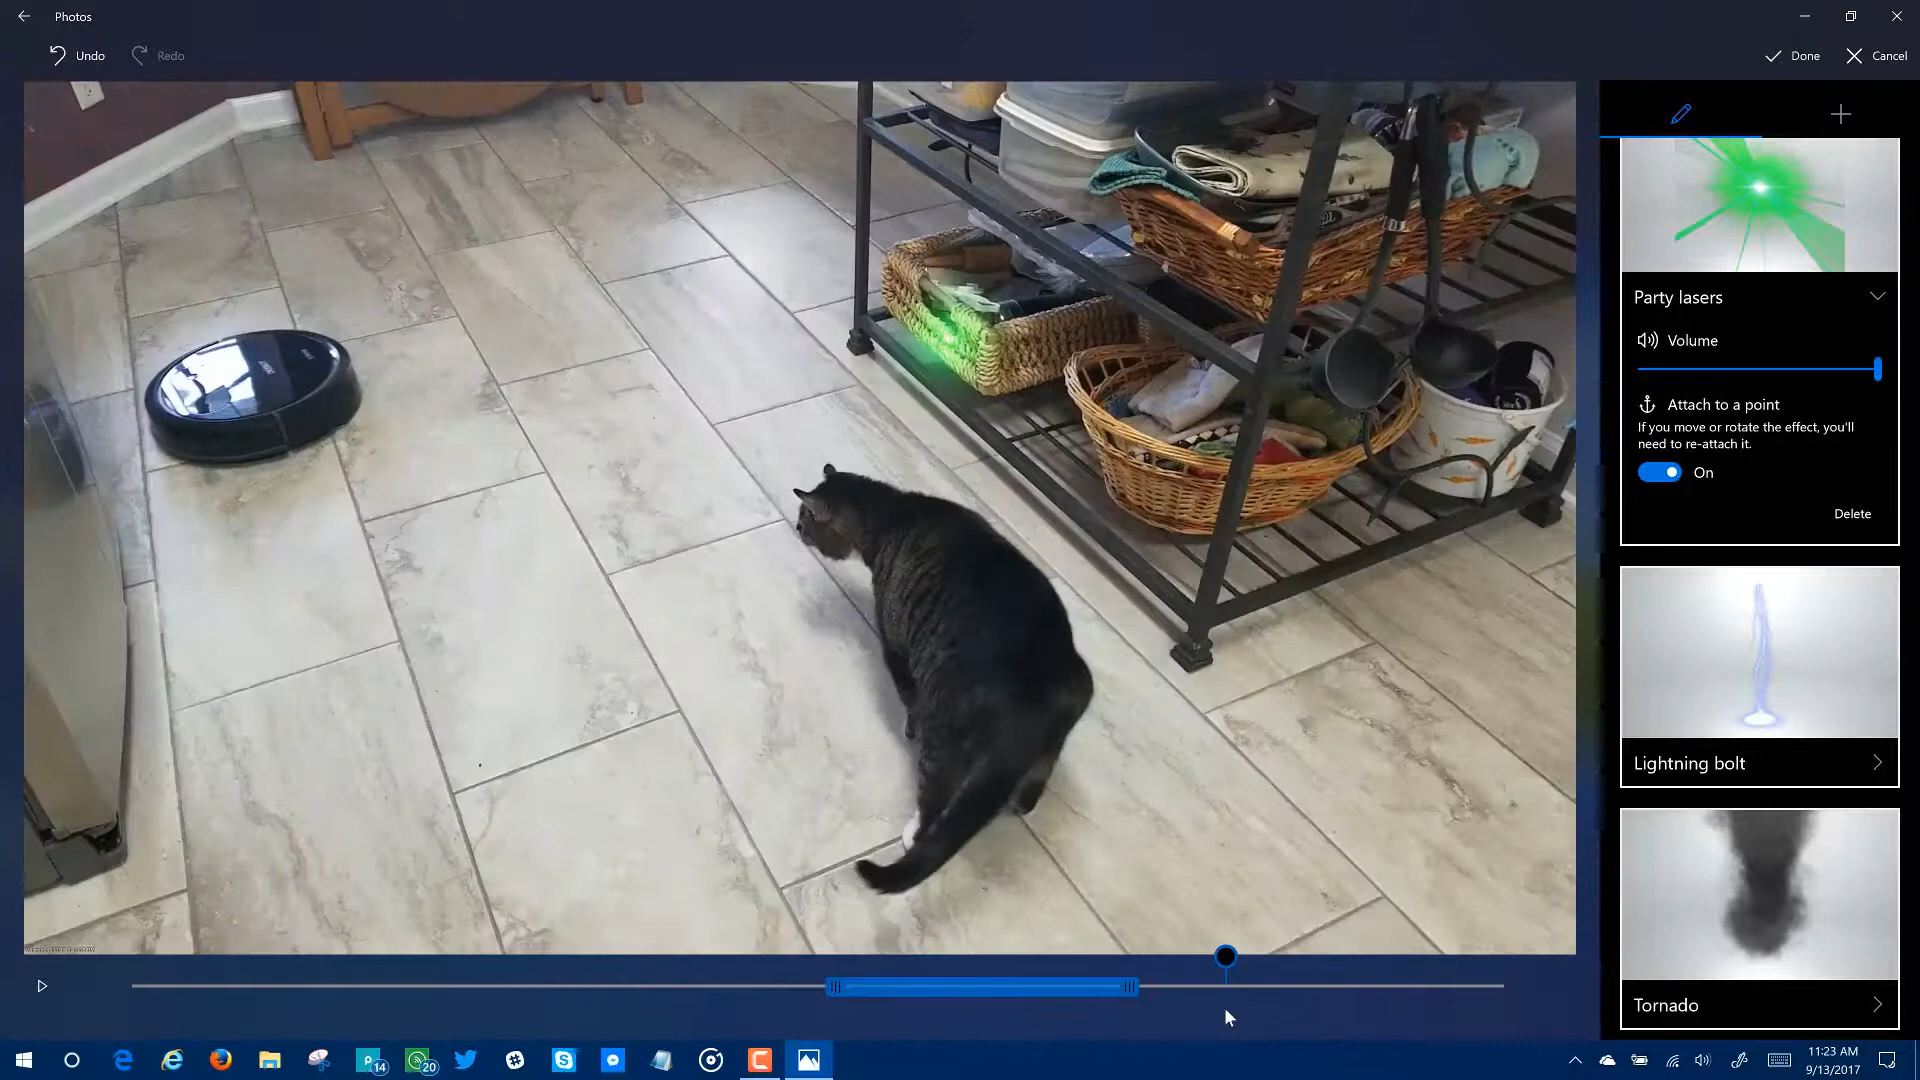 Photos
Undo
Redo
Done
Cancel
Party lasers
Volume
Attach to a point
If you move or rotate the effect, you'll
need to re-attach it.
On
Delete
Lightning bolt
Tornado
14
20
11:23 AM
9/13/2017